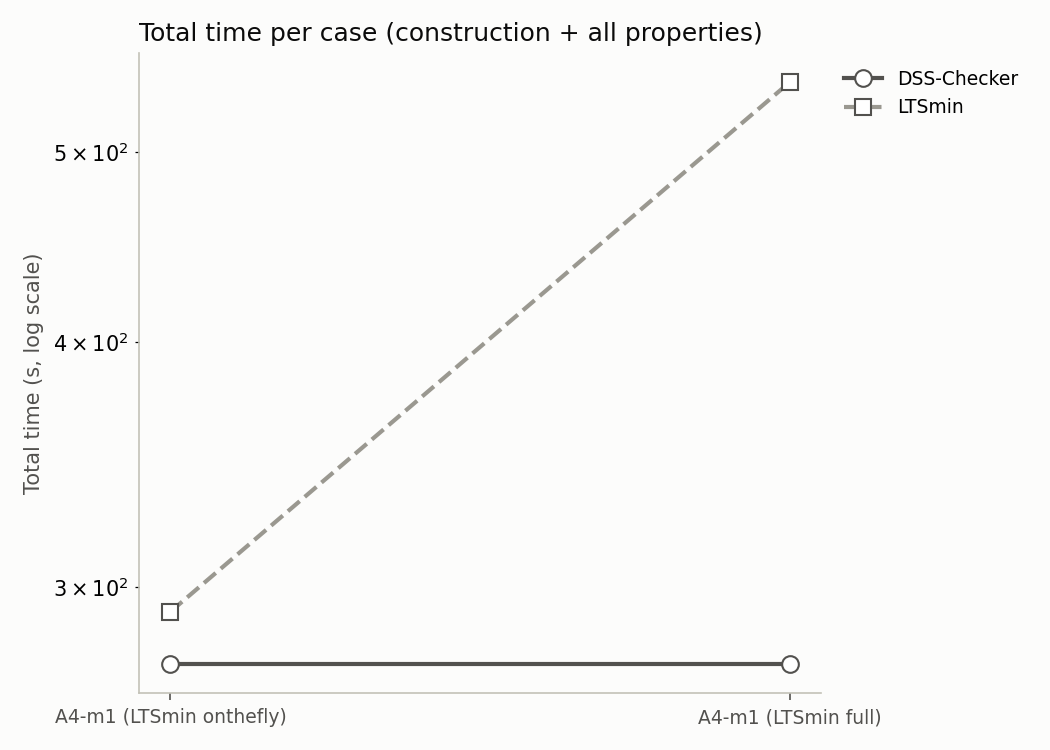 Total time per case (construction + all properties)
DSS-Checker
LTSmin
Total time (s, log scale)
5 × 10²
4 × 10²
3 × 10²
A4-m1 (LTSmin onthefly)
A4-m1 (LTSmin full)